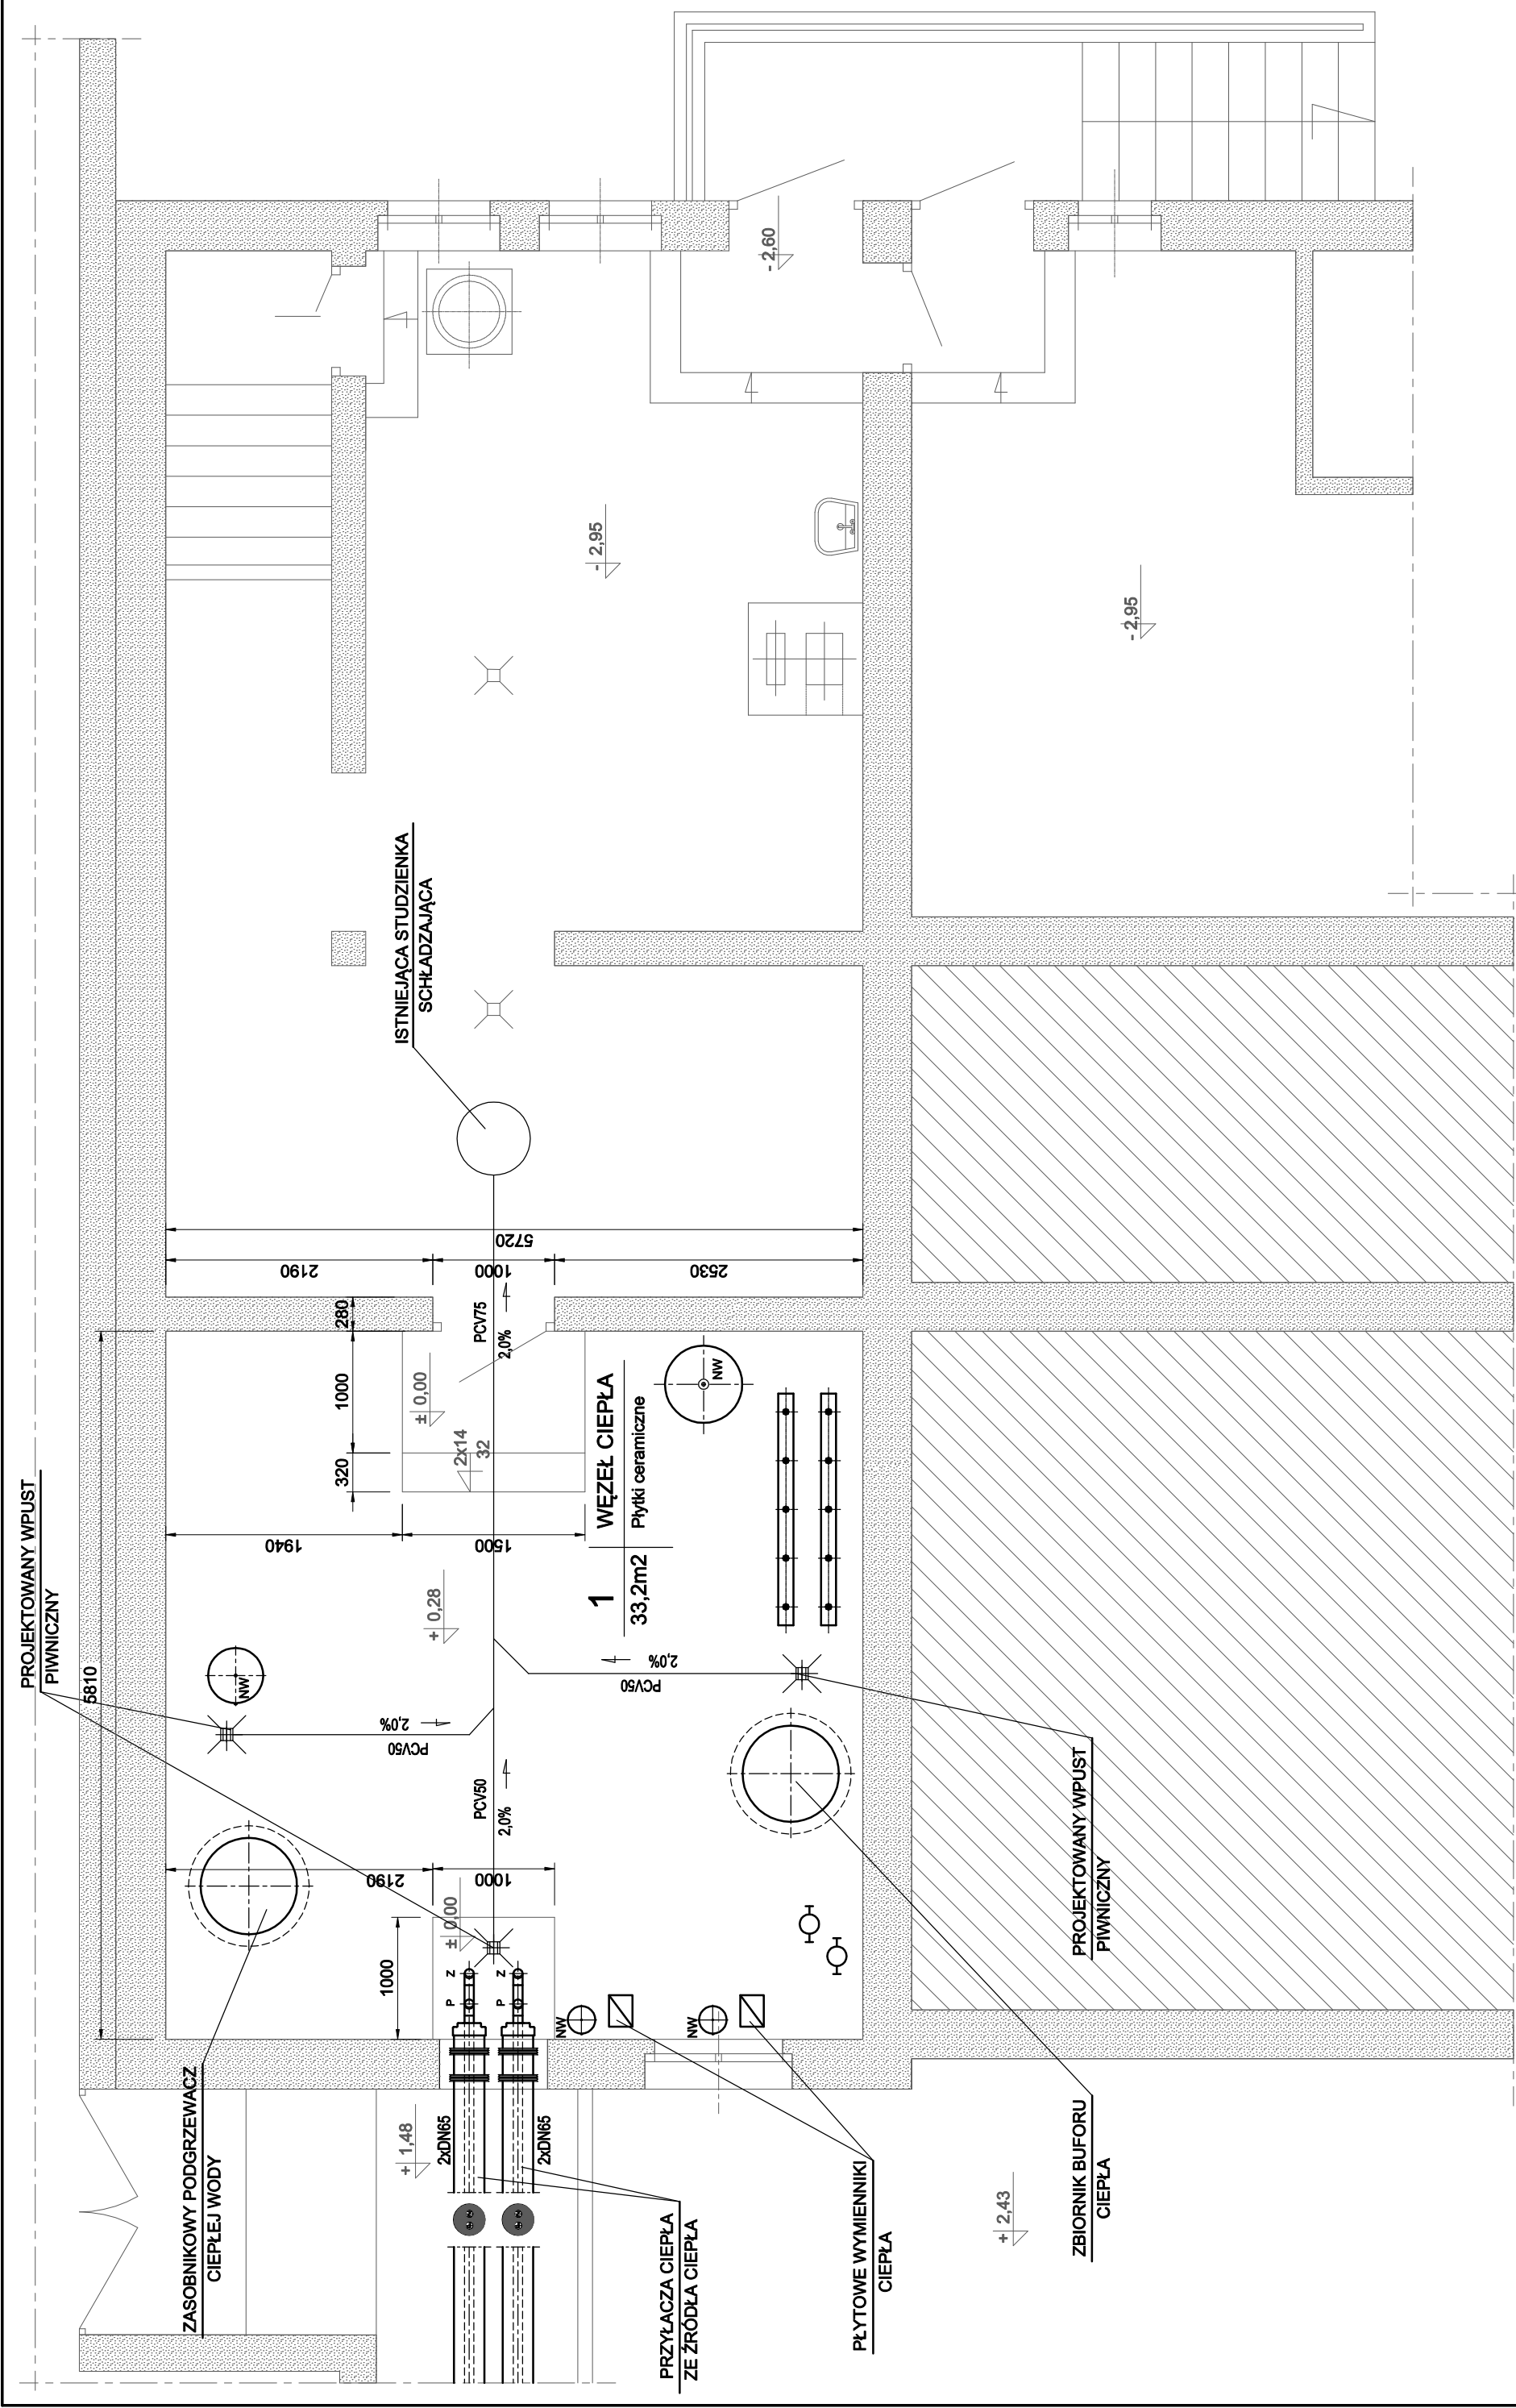 PROJEKTOWANY WPUST
PIWNICZNY
5810
ISTNIEJĄCA STUDZIENKA
SCHŁADZAJĄCA
- 2,60
- 2,95
- 2,95
5720
2190
1000
2530
280
1000
320
± 0,00
2x14
32
PCV75
2,0%
1940
1500
+ 0,28
1
WĘZEŁ CIEPŁA
33,2m2
Płytki ceramiczne
NW
NW
2,0%
PCV50
2,0%
PCV50
PCV50
2,0%
2190
1000
± 0,00
1000
P
Z
P
Z
NW
NW
+ 1,48
2xDN65
2xDN65
ZASOBNIKOWY PODGRZEWACZ
CIEPŁEJ WODY
PRZYŁĄCZA CIEPŁA
ZE ŹRÓDŁA CIEPŁA
PŁYTOWE WYMIENNIKI
CIEPŁA
+ 2,43
ZBIORNIK BUFORU
CIEPŁA
PROJEKTOWANY WPUST
PIWNICZNY